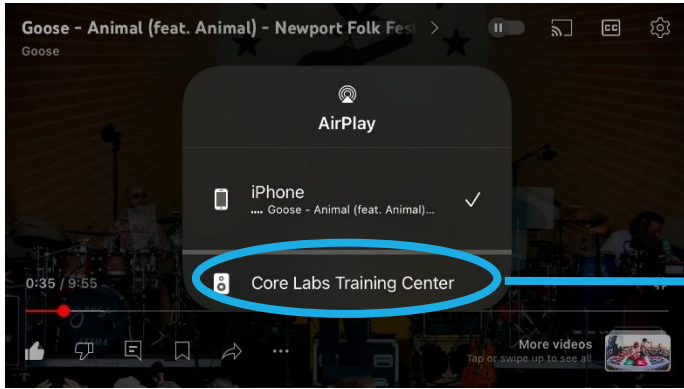 Goose - Animal (feat. Animal) - Newport Folk Fes
Goose
CC
AirPlay
iPhone
.... Goose - Animal (feat. Animal)...
0:35 / 9:55
Core Labs Training Center
More videos
Tap or swipe up to see all